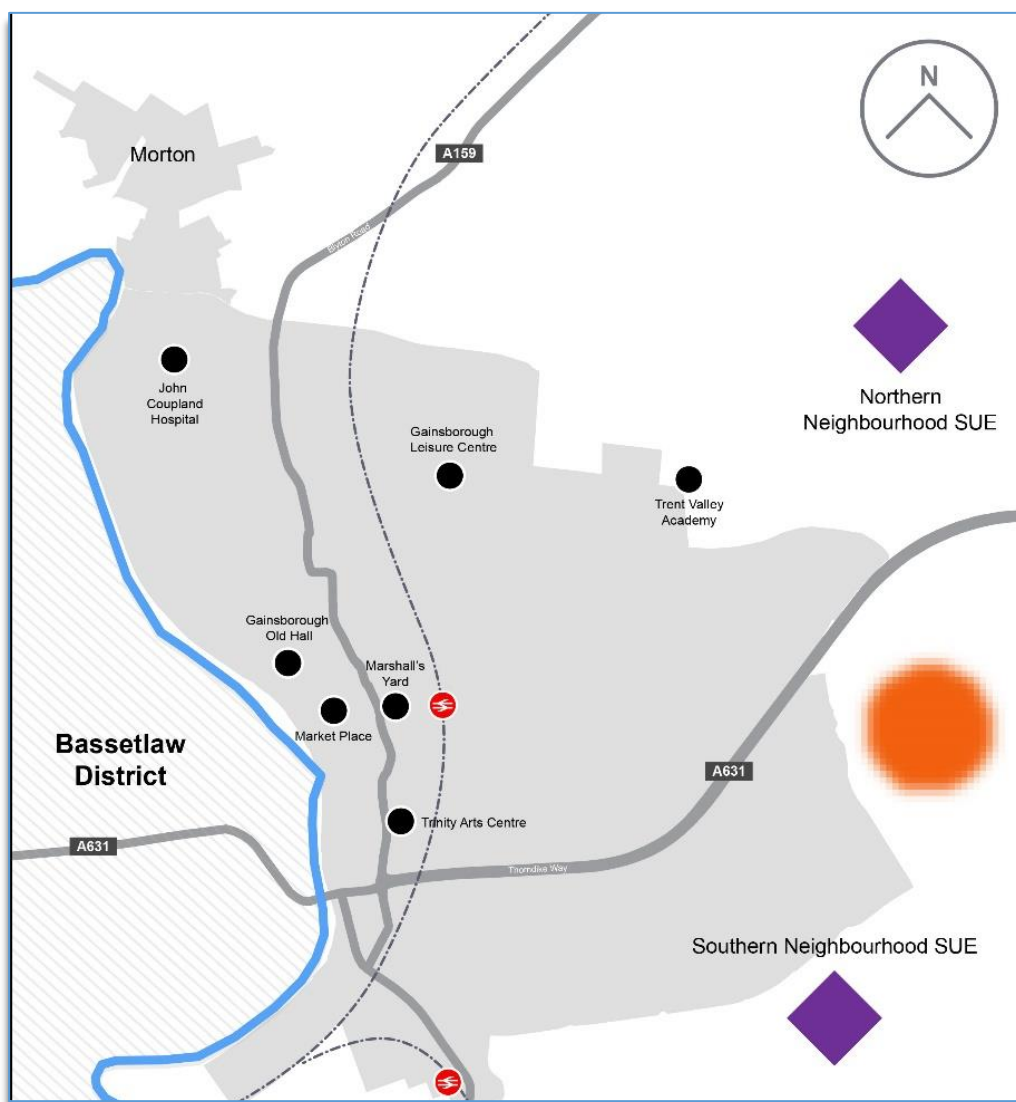 N
Morton
A159
Blyton Road
John
Coupland
Hospital
Northern
Neighbourhood SUE
Gainsborough
Leisure Centre
Trent Valley
Academy
Gainsborough
Old Hall
Marshall's
Yard
Market Place
Bassetlaw
District
A631
Trinity Arts Centre
A631
Thorndike Way
Southern Neighbourhood SUE